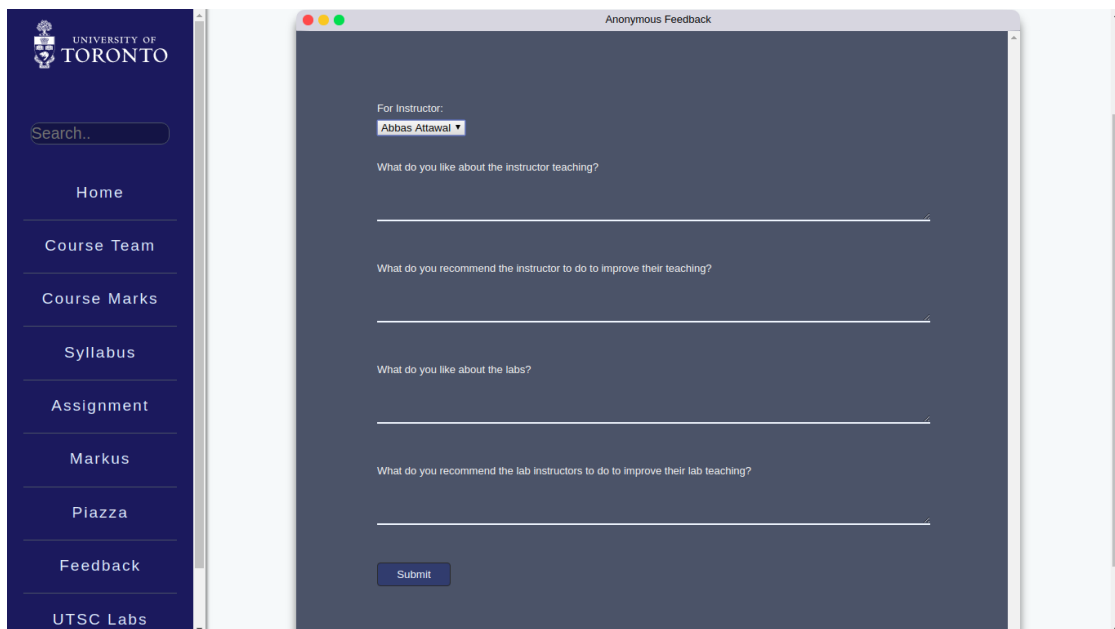 UNIVERSITY OF
TORONTO
Search..
Home
Course Team
Course Marks
Syllabus
Assignment
Markus
Piazza
Feedback
UTSC Labs
Anonymous Feedback
For Instructor:
Abbas Attawal
What do you like about the instructor teaching?
What do you recommend the instructor to do to improve their teaching?
What do you like about the labs?
What do you recommend the lab instructors to do to improve their lab teaching?
Submit